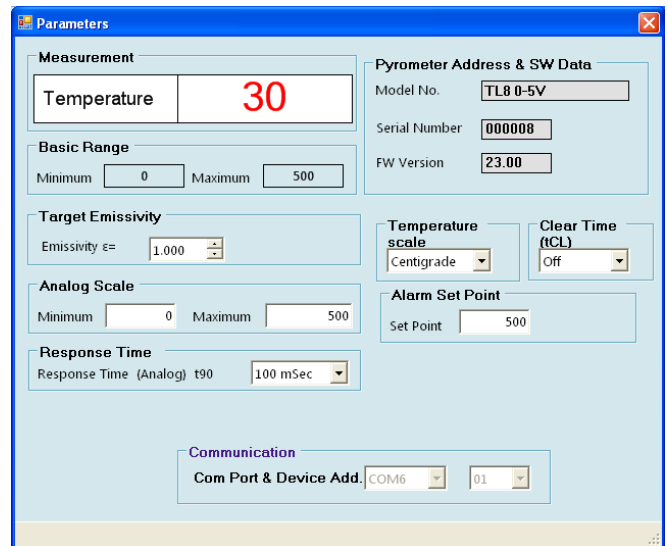 Parameters
Measurement
Temperature 30
Basic Range
Minimum 0 Maximum 500
Target Emissivity
Emissivity ε= 1.000
Analog Scale
Minimum 0 Maximum 500
Response Time
Response Time (Analog) t90 100 mSec
Pyrometer Address & SW Data
Model No. TL8 0-5V
Serial Number 000008
FW Version 23.00
Temperature
scale
Centigrade
Clear Time
(tCL)
Off
Alarm Set Point
Set Point 500
Communication
Com Port & Device Add. COM6 01